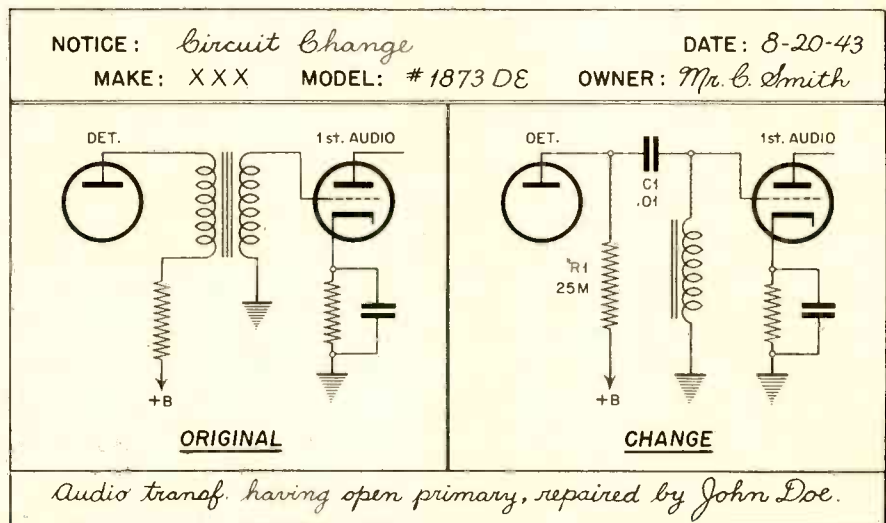 NOTICE: Circuit Change DATE: 8-20-43
MAKE: XXX MODEL: #1873 DE OWNER: Mr. C. Smith
DET.
1st. AUDIO
+B
ORIGINAL
DET.
1st. AUDIO
C1
.01
R1
25M
+B
CHANGE
Audio transf. having open primary, repaired by John Doe.